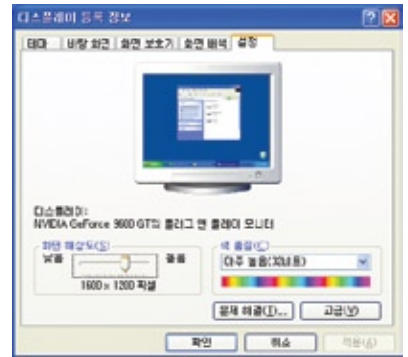 디스플레이 등록 정보
테마 바탕 화면 화면 보호기 화면 배색 설정
디스플레이:
NVIDIA GeForce 9600 GT의 플러그 앤 플레이 모니터
화면 해상도(S)
낮음 높음
1600 x 1200 픽셀
색 품질(C)
아주 높음(32비트)
문제 해결(T)... 고급(V)
확인 취소 적용(A)